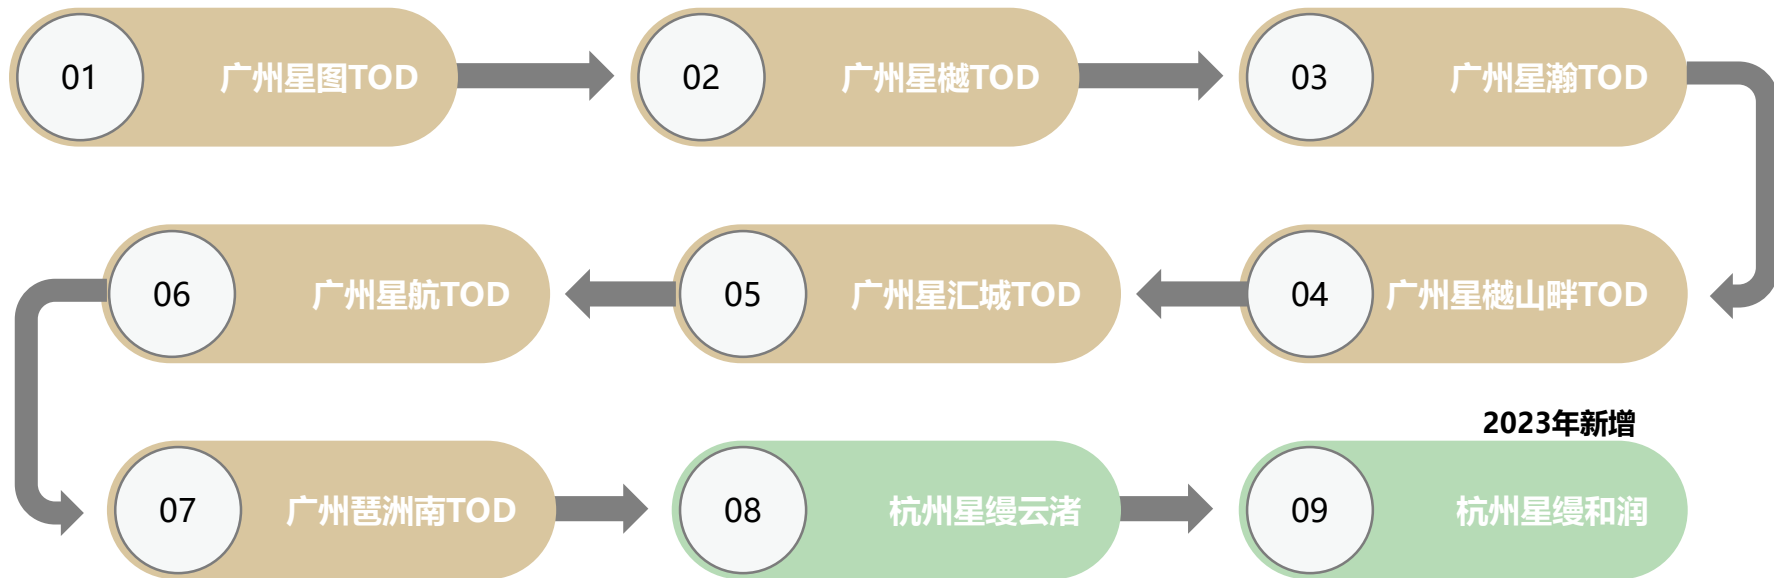 01
广州星图TOD
02
广州星樾TOD
03
广州星瀚TOD
04
广州星樾山畔TOD
05
广州星汇城TOD
06
广州星航TOD
07
广州琶洲南TOD
08
杭州星缦云渚
2023年新增
09
杭州星缦和润